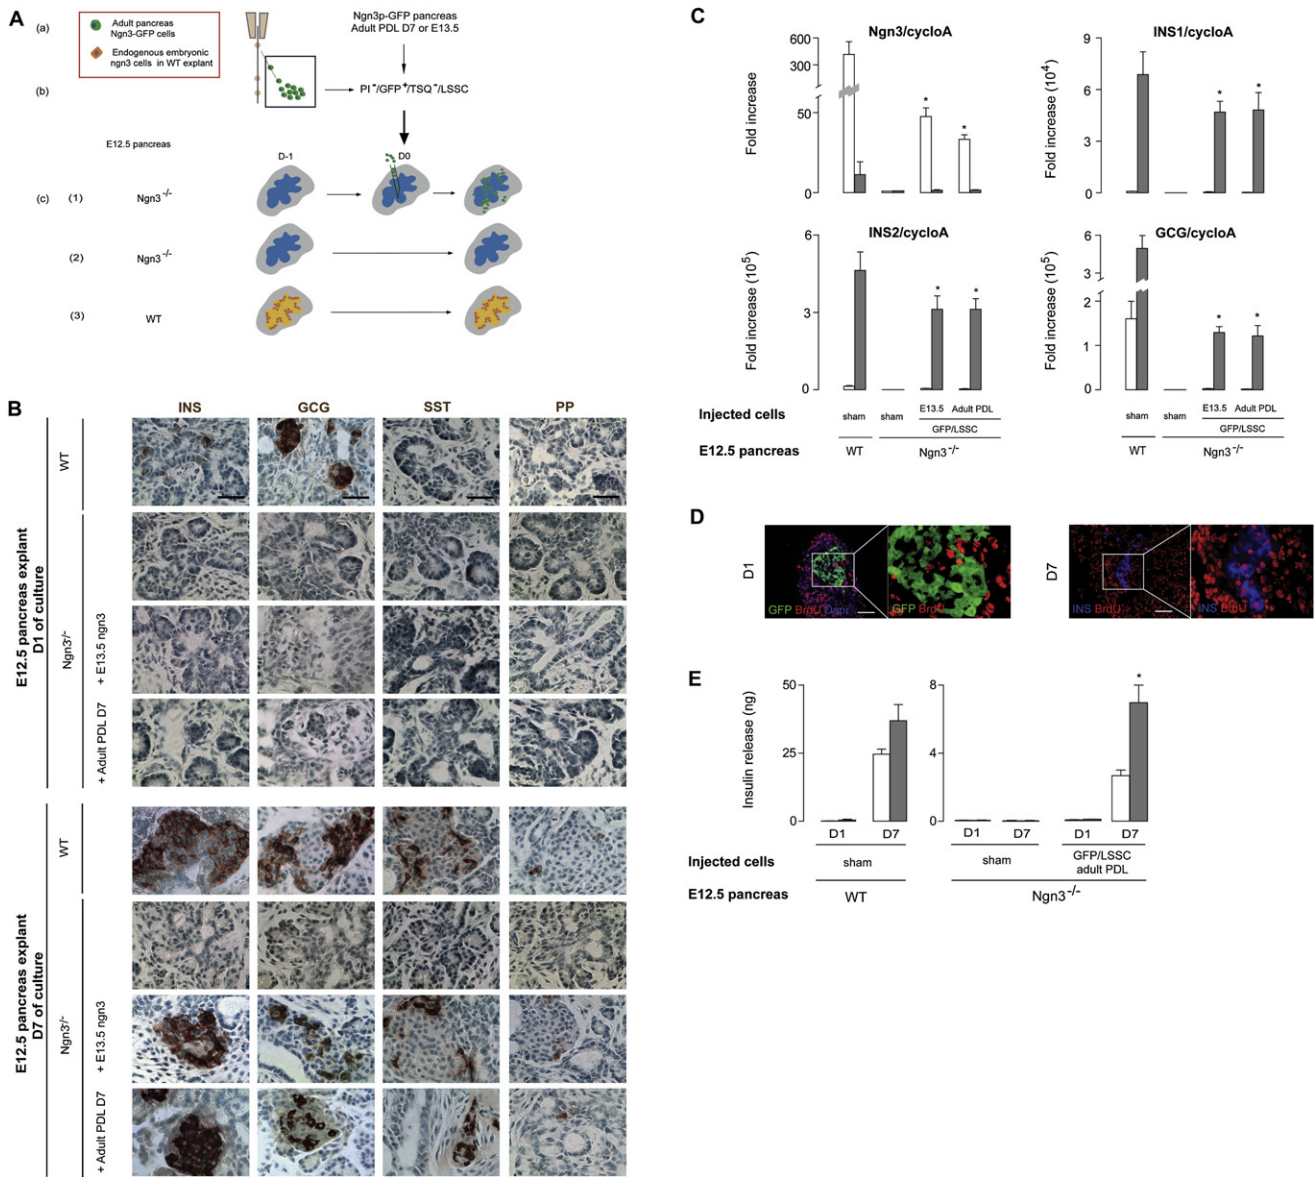 A
(a)
Adult pancreas
Ngn3-GFP cells
Endogenous embryonic
ngn3 cells in WT explant
Ngn3p-GFP pancreas
Adult PDL D7 or E13.5
(b)
PI⁻/GFP⁺/TSQ⁻/LSSC
E12.5 pancreas
D-1
D0
(c)
(1)
Ngn3⁻/⁻
(2)
Ngn3⁻/⁻
(3)
WT
B
INS
GCG
SST
PP
E12.5 pancreas explant
D1 of culture
WT
Ngn3⁻/⁻
+ E13.5 ngn3
+ Adult PDL D7
E12.5 pancreas explant
D7 of culture
WT
Ngn3⁻/⁻
+ E13.5 ngn3
+ Adult PDL D7
C
Ngn3/cycloA
Fold increase
600
300
50
0
*
*
INS1/cycloA
Fold increase (10⁴)
9
6
3
0
*
*
INS2/cycloA
Fold increase (10⁵)
6
3
0
*
*
GCG/cycloA
Fold increase (10⁵)
6
3
2
1
0
*
*
Injected cells
sham
sham
E13.5
Adult PDL
GFP/LSSC
sham
sham
E13.5
Adult PDL
GFP/LSSC
E12.5 pancreas
WT
Ngn3⁻/⁻
WT
Ngn3⁻/⁻
D
D1
GFP BrdU Dapi
GFP BrdU
D7
INS BrdU
INS BrdU
E
Insulin release (ng)
50
25
0
8
4
0
*
D1
D7
D1
D7
D1
D7
Injected cells
sham
sham
GFP/LSSC
adult PDL
E12.5 pancreas
WT
Ngn3⁻/⁻